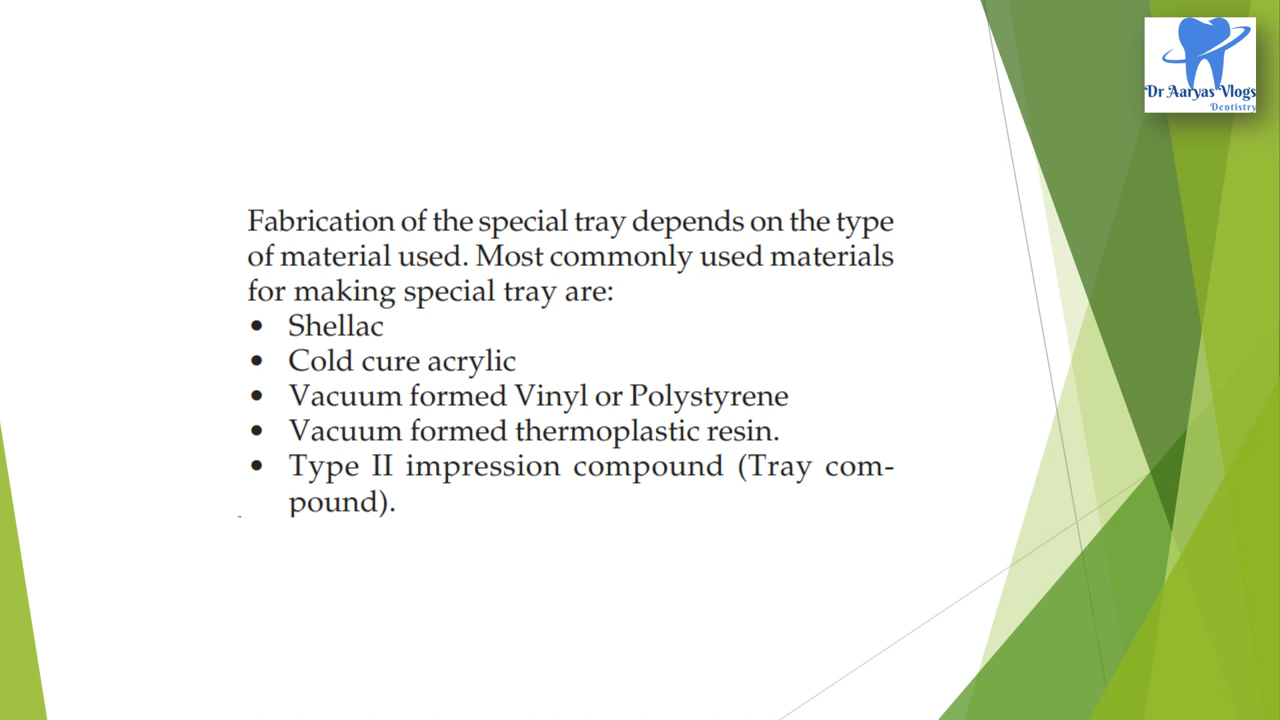 Dr Aaryas Vlogs
Dentistry
Fabrication of the special tray depends on the type
of material used. Most commonly used materials
for making special tray are:
• Shellac
• Cold cure acrylic
• Vacuum formed Vinyl or Polystyrene
• Vacuum formed thermoplastic resin.
• Type II impression compound (Tray com-
pound).